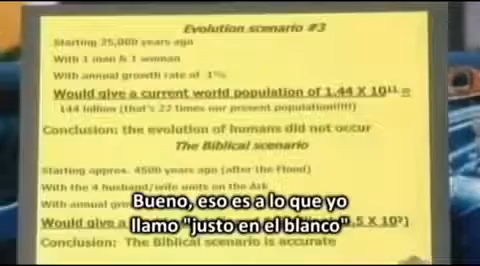 Evolution scenario #3
Starting 25,000 years ago
With 1 man & 1 woman
With annual growth rate of .1%
Would give a current world population of 1.44 X 10¹¹ =
144 billion (that's 22 times our present population!!!!!)
Conclusion: the evolution of humans did not occur
The Biblical scenario
Starting approx. 4500 years ago (after the Flood)
With the 4 husband/wife units on the Ark
With annual
Would give a .5 X 10⁹)
Conclusion: The Biblical scenario is accurate
Bueno, eso es a lo que yo
llamo "justo en el blanco"